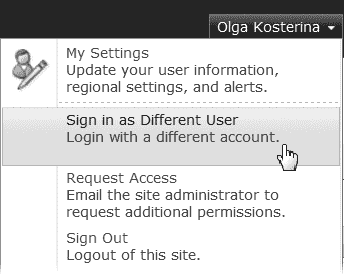 Olga Kosterina
My Settings
Update your user information,
regional settings, and alerts.
Sign in as Different User
Login with a different account.
Request Access
Email the site administrator to
request additional permissions.
Sign Out
Logout of this site.